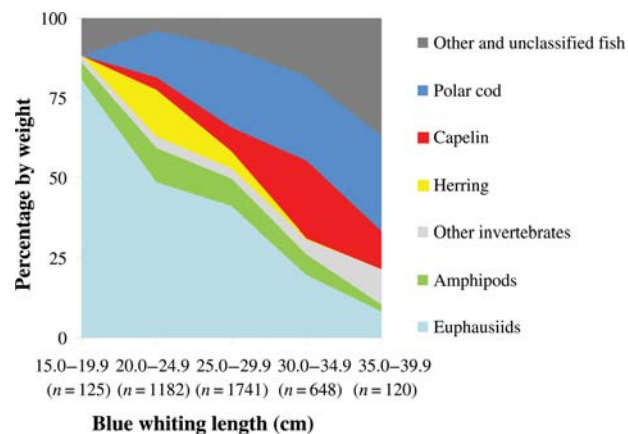 100
75
50
25
0
Percentage by weight
15.0–19.9 20.0–24.9 25.0–29.9 30.0–34.9 35.0–39.9
(n = 125) (n = 1182) (n = 1741) (n = 648) (n = 120)
Blue whiting length (cm)
Other and unclassified fish
Polar cod
Capelin
Herring
Other invertebrates
Amphipods
Euphausiids